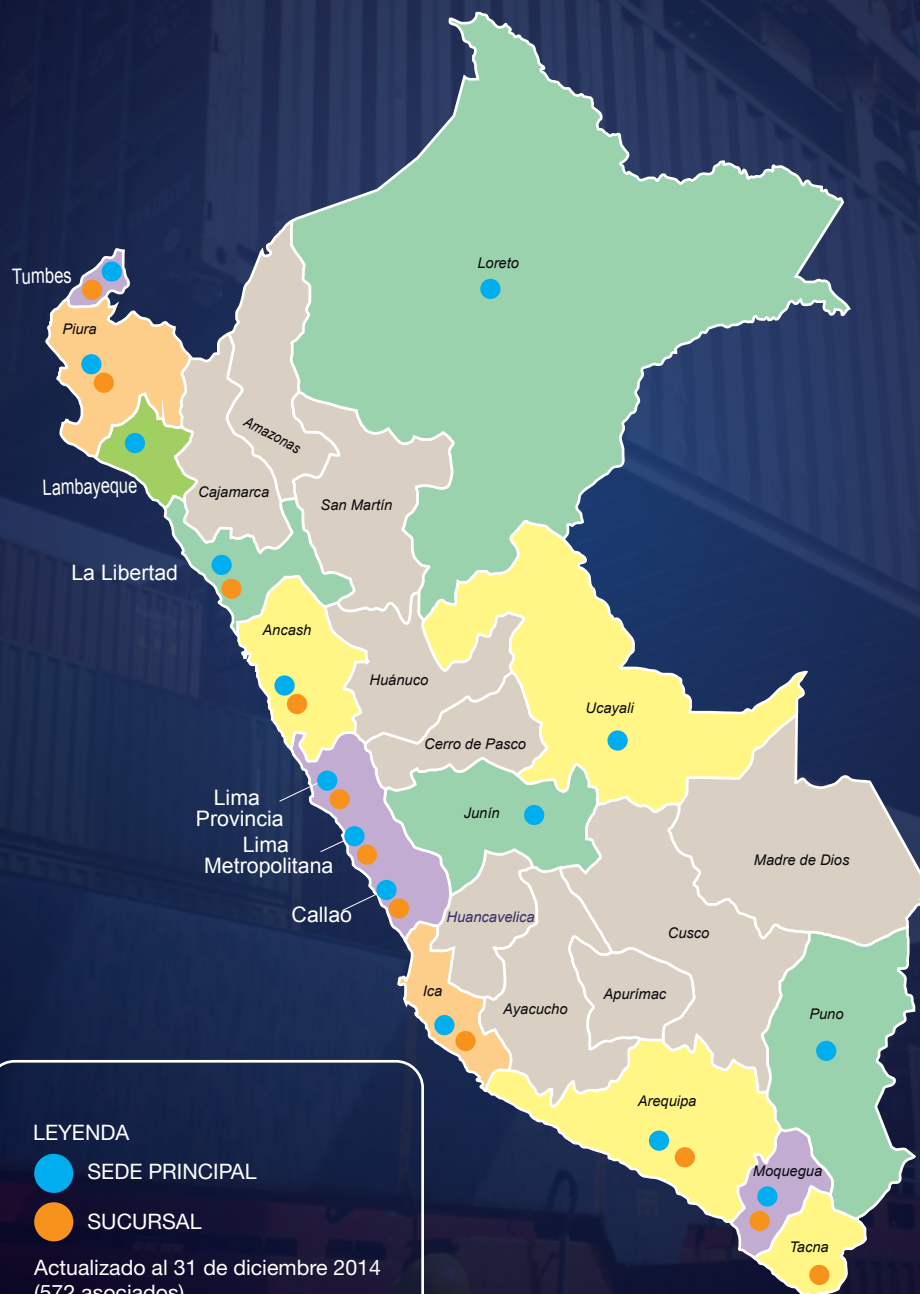 Loreto
Tumbes
Piura
Amazonas
Lambayeque
Cajamarca
San Martín
La Libertad
Ancash
Huánuco
Ucayali
Cerro de Pasco
Lima
Provincia
Junín
Lima
Metropolitana
Madre de Dios
Callao
Huancavelica
Cusco
Ica
Apurímac
Ayacucho
Puno
Arequipa
Moquegua
Tacna
LEYENDA
SEDE PRINCIPAL
SUCURSAL
Actualizado al 31 de diciembre 2014
(572 asociados)